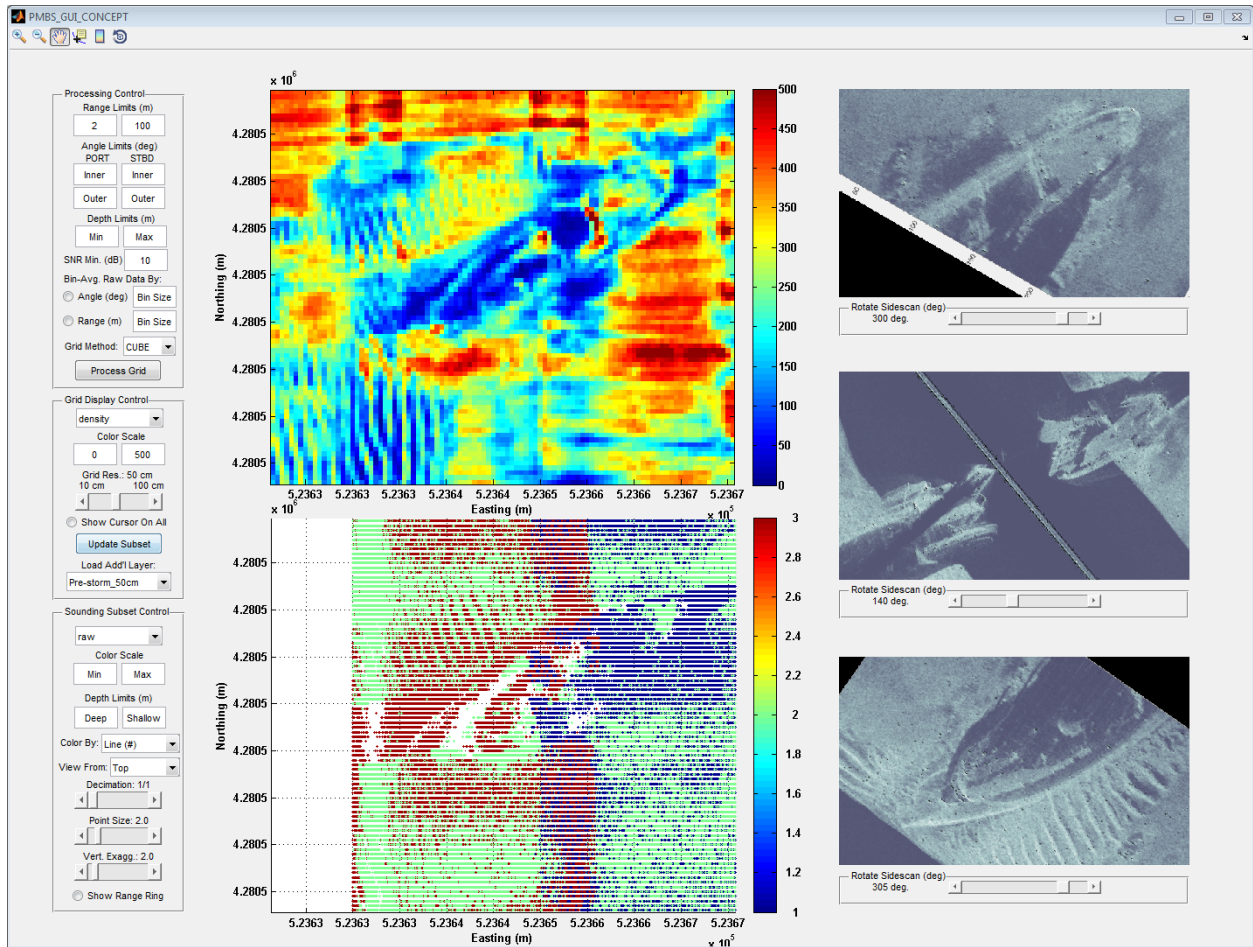 PMBS_GUI_CONCEPT
Processing Control
Range Limits (m)
2 100
Angle Limits (deg)
PORT STBD
Inner Inner
Outer Outer
Depth Limits (m)
Min Max
SNR Min. (dB) 10
Bin-Avg. Raw Data By:
Angle (deg) Bin Size
Range (m) Bin Size
Grid Method: CUBE
Process Grid
Grid Display Control
density
Color Scale
0 500
Grid Res.: 50 cm
10 cm 100 cm
Show Cursor On All
Update Subset
Load Add'l Layer:
Pre-storm_50cm
Sounding Subset Control
raw
Color Scale
Min Max
Depth Limits (m)
Deep Shallow
Color By: Line (#)
View From: Top
Decimation: 1/1
Point Size: 2.0
Vert. Exagg.: 2.0
Show Range Ring
x 10^6
4.2805
4.2805
4.2805
4.2805
4.2805
4.2805
4.2805
4.2805
Northing (m)
5.2363 5.2363 5.2364 5.2364 5.2365 5.2365 5.2366 5.2366 5.2367 5.2367
Easting (m)
x 10^5
500
450
400
350
300
250
200
150
100
50
0
x 10^6
4.2805
4.2805
4.2805
4.2805
4.2805
4.2805
4.2805
4.2805
Northing (m)
5.2363 5.2363 5.2364 5.2364 5.2365 5.2365 5.2366 5.2366 5.2367 5.2367
Easting (m)
x 10^5
3
2.8
2.6
2.4
2.2
2
1.8
1.6
1.4
1.2
1
50
100
Rotate Sidescan (deg)
300 deg.
Rotate Sidescan (deg)
140 deg.
Rotate Sidescan (deg)
305 deg.